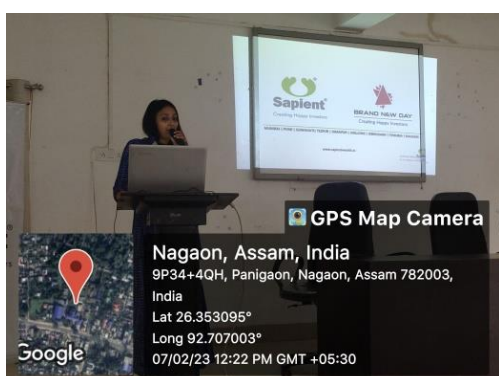 Sapient
Creating Happy Investors
BRAND NEW DAY
Creating Happy Investors
GPS Map Camera
Nagaon, Assam, India
9P34+4QH, Panigaon, Nagaon, Assam 782003,
India
Lat 26.353095°
Long 92.707003°
07/02/23 12:22 PM GMT +05:30
Google